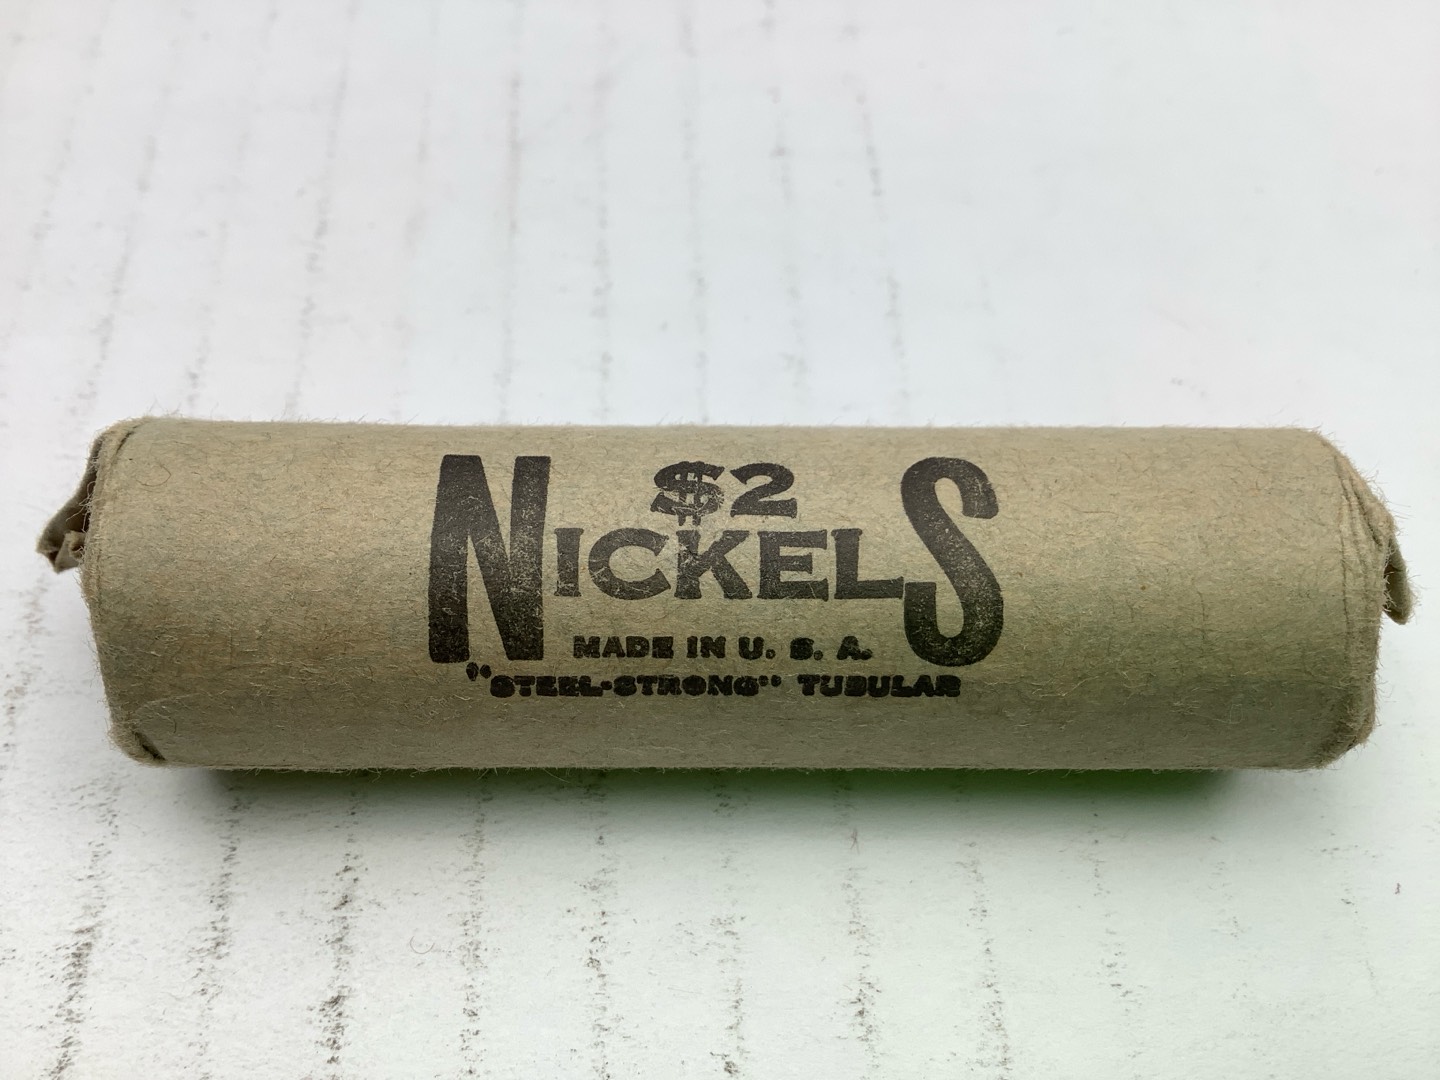 $2
NICKELS
MADE IN U. S. A.
"STEEL-STRONG" TUBULAR